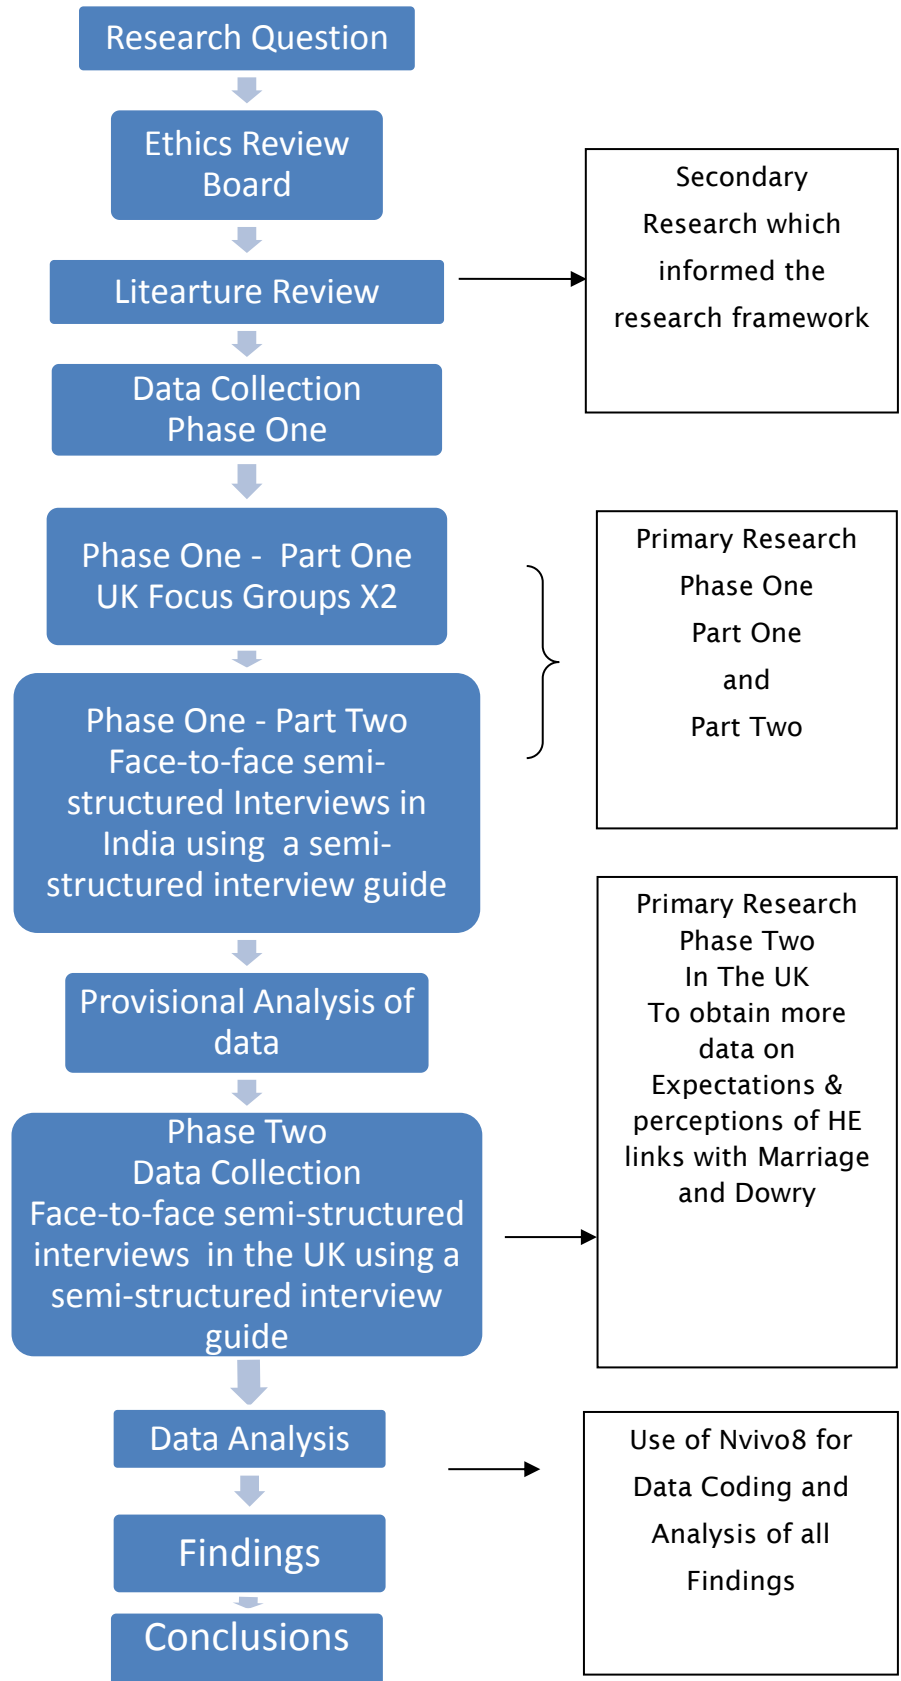 Research Question
Ethics Review
Board
Litearture Review
Secondary
Research which
informed the
research framework
Data Collection
Phase One
Phase One - Part One
UK Focus Groups X2
Phase One - Part Two
Face-to-face semi-
structured Interviews in
India using a semi-
structured interview guide
Primary Research
Phase One
Part One
and
Part Two
Provisional Analysis of
data
Phase Two
Data Collection
Face-to-face semi-structured
interviews in the UK using a
semi-structured interview
guide
Primary Research
Phase Two
In The UK
To obtain more
data on
Expectations &
perceptions of HE
links with Marriage
and Dowry
Data Analysis
Use of Nvivo8 for
Data Coding and
Analysis of all
Findings
Findings
Conclusions